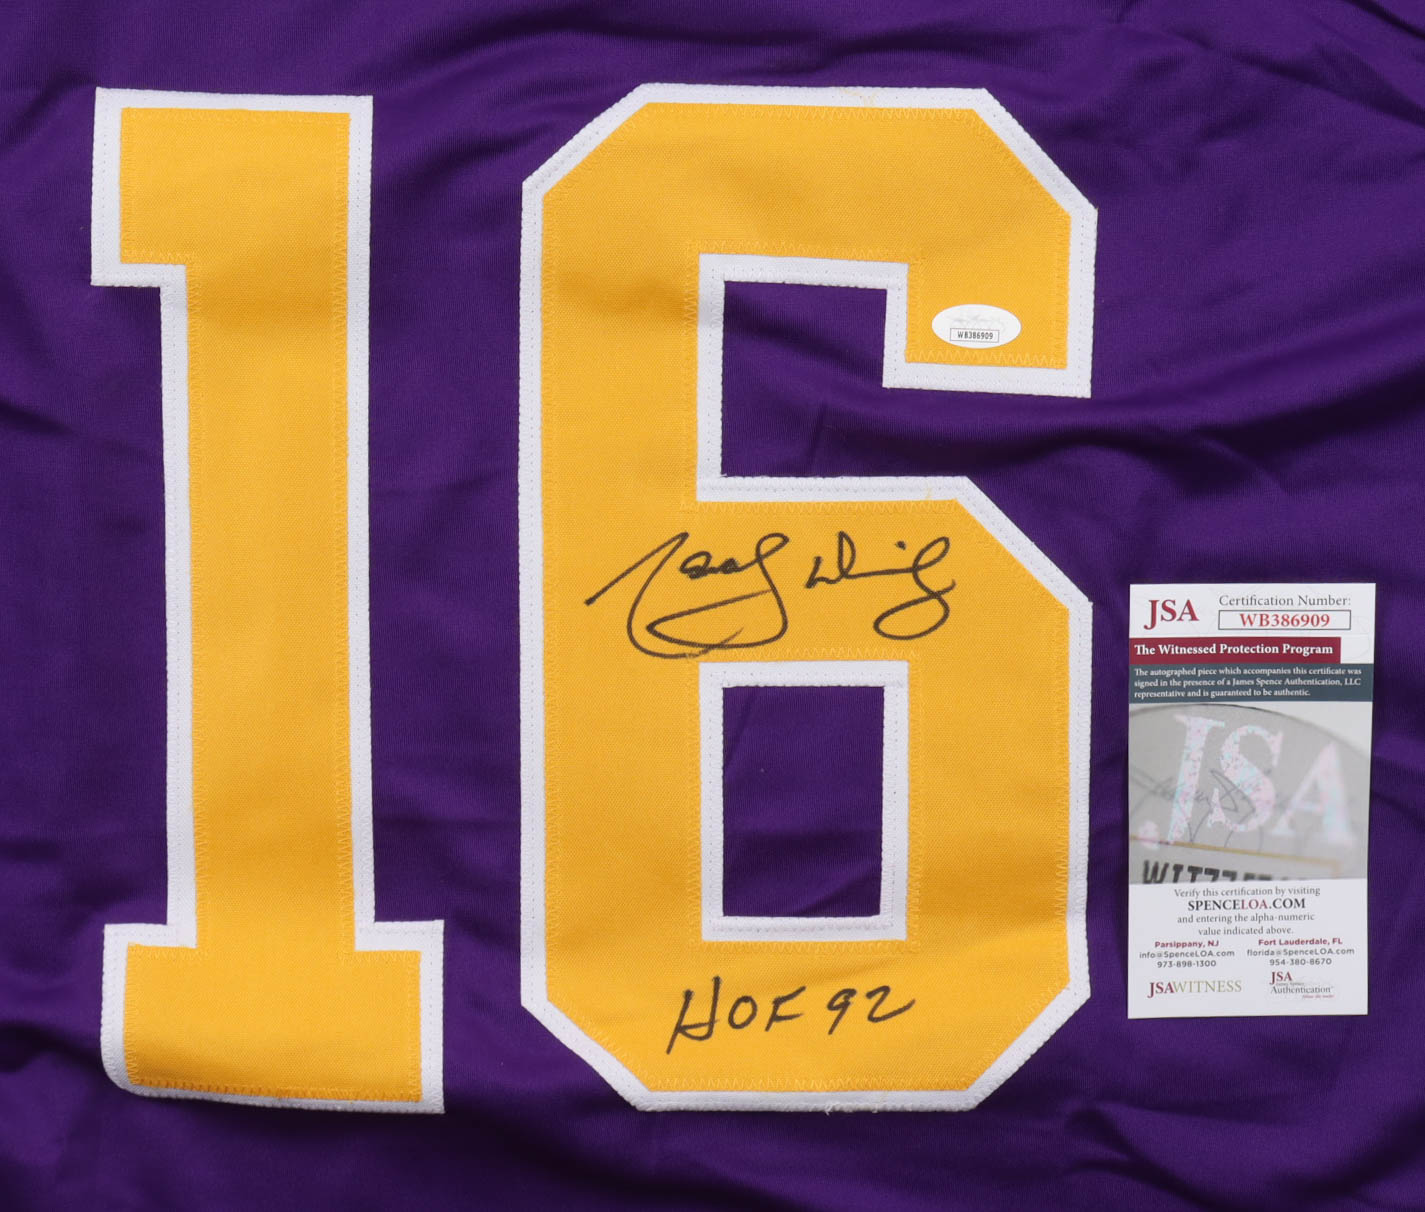 16
WB386909
HOF 92
JSA
Certification Number:
WB386909
The Witnessed Protection Program
The autographed piece which accompanies this certificate was
signed in the presence of a James Spence Authentication, LLC
representative and is guaranteed to be authentic.
JSA
Verify this certification by visiting
SPENCELOA.COM
and entering the alpha-numeric
value indicated above.
Parsippany, NJ Fort Lauderdale, FL
info@SpenceLOA.com florida@SpenceLOA.com
973-898-1300 954-380-8670
JSAWITNESS
JSA
Authentication